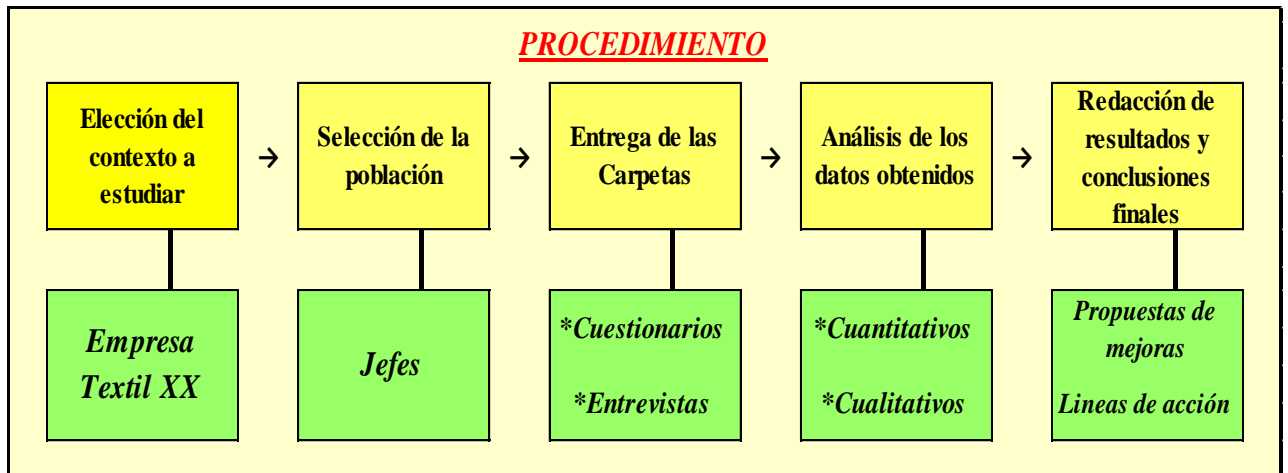 PROCEDIMIENTO
Elección del
contexto a
estudiar
→
Selección de la
población
→
Entrega de las
Carpetas
→
Análisis de los
datos obtenidos
→
Redacción de
resultados y
conclusiones
finales
Empresa
Textil XX
Jefes
*Cuestionarios
*Entrevistas
*Cuantitativos
*Cualitativos
Propuestas de
mejoras
Lineas de acción